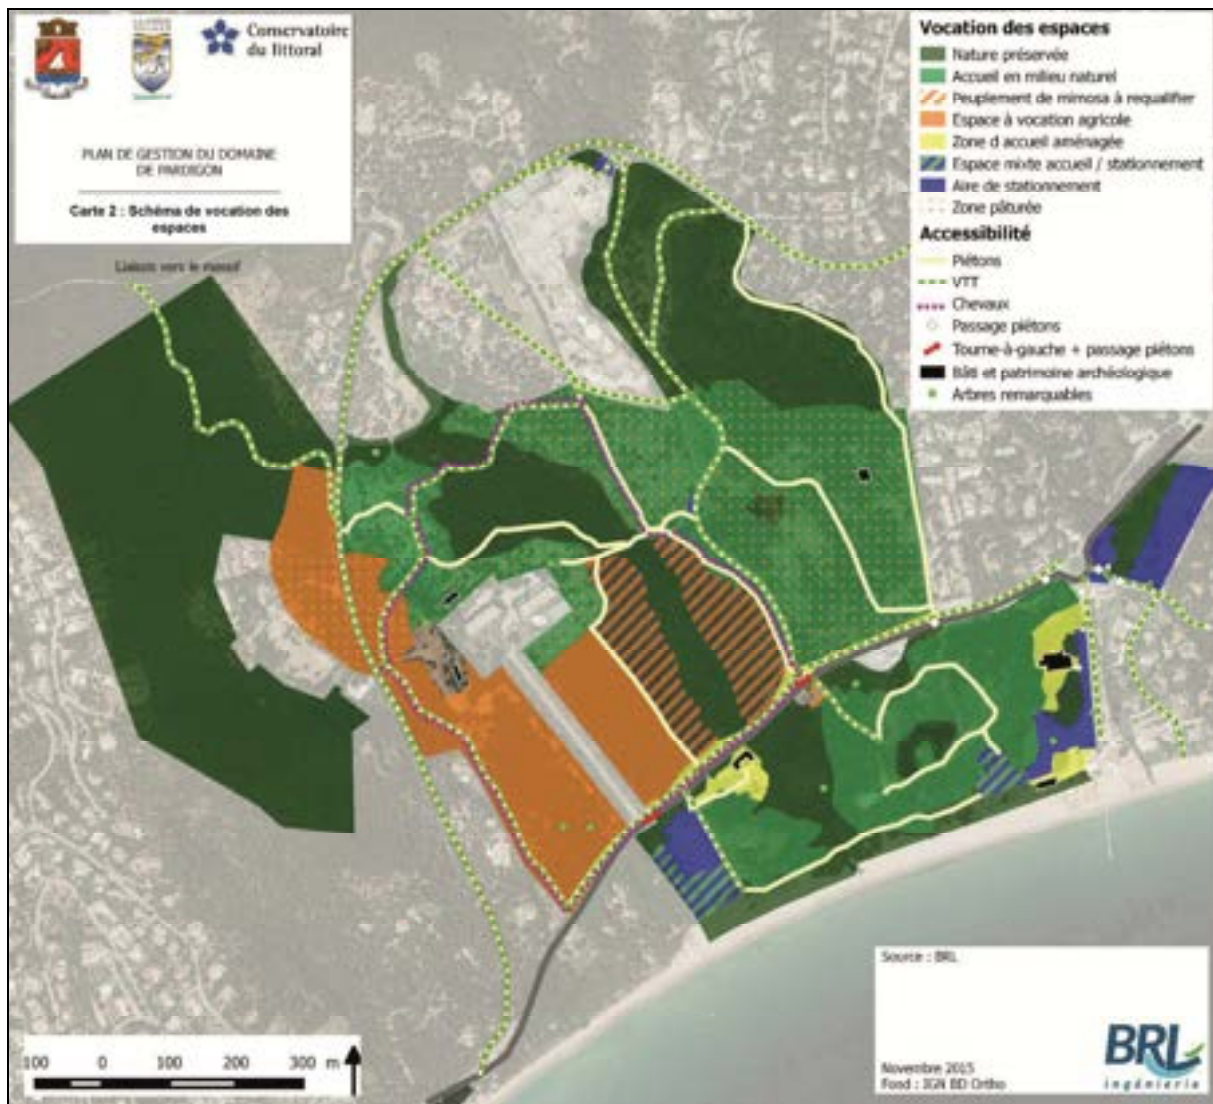 Conservatoire
du littoral
PLAN DE GESTION DU DOMAINE
DE PARDIGON
Carte 2 : Schéma de vocation des
espaces
Liaison vers le massif
Vocation des espaces
Nature préservée
Accueil en milieu naturel
Peuplement de mimosa à requalifier
Espace à vocation agricole
Zone d accueil aménagée
Espace mixte accueil / stationnement
Aire de stationnement
Zone pâturée
Accessibilité
Piétons
VTT
Chevaux
Passage piétons
Tourne-à-gauche + passage piétons
Bâti et patrimoine archéologique
Arbres remarquables
100 0 100 200 300 m
Source : BRL
Novembre 2015
Fond : IGN BD Ortho
BRL
ingénierie